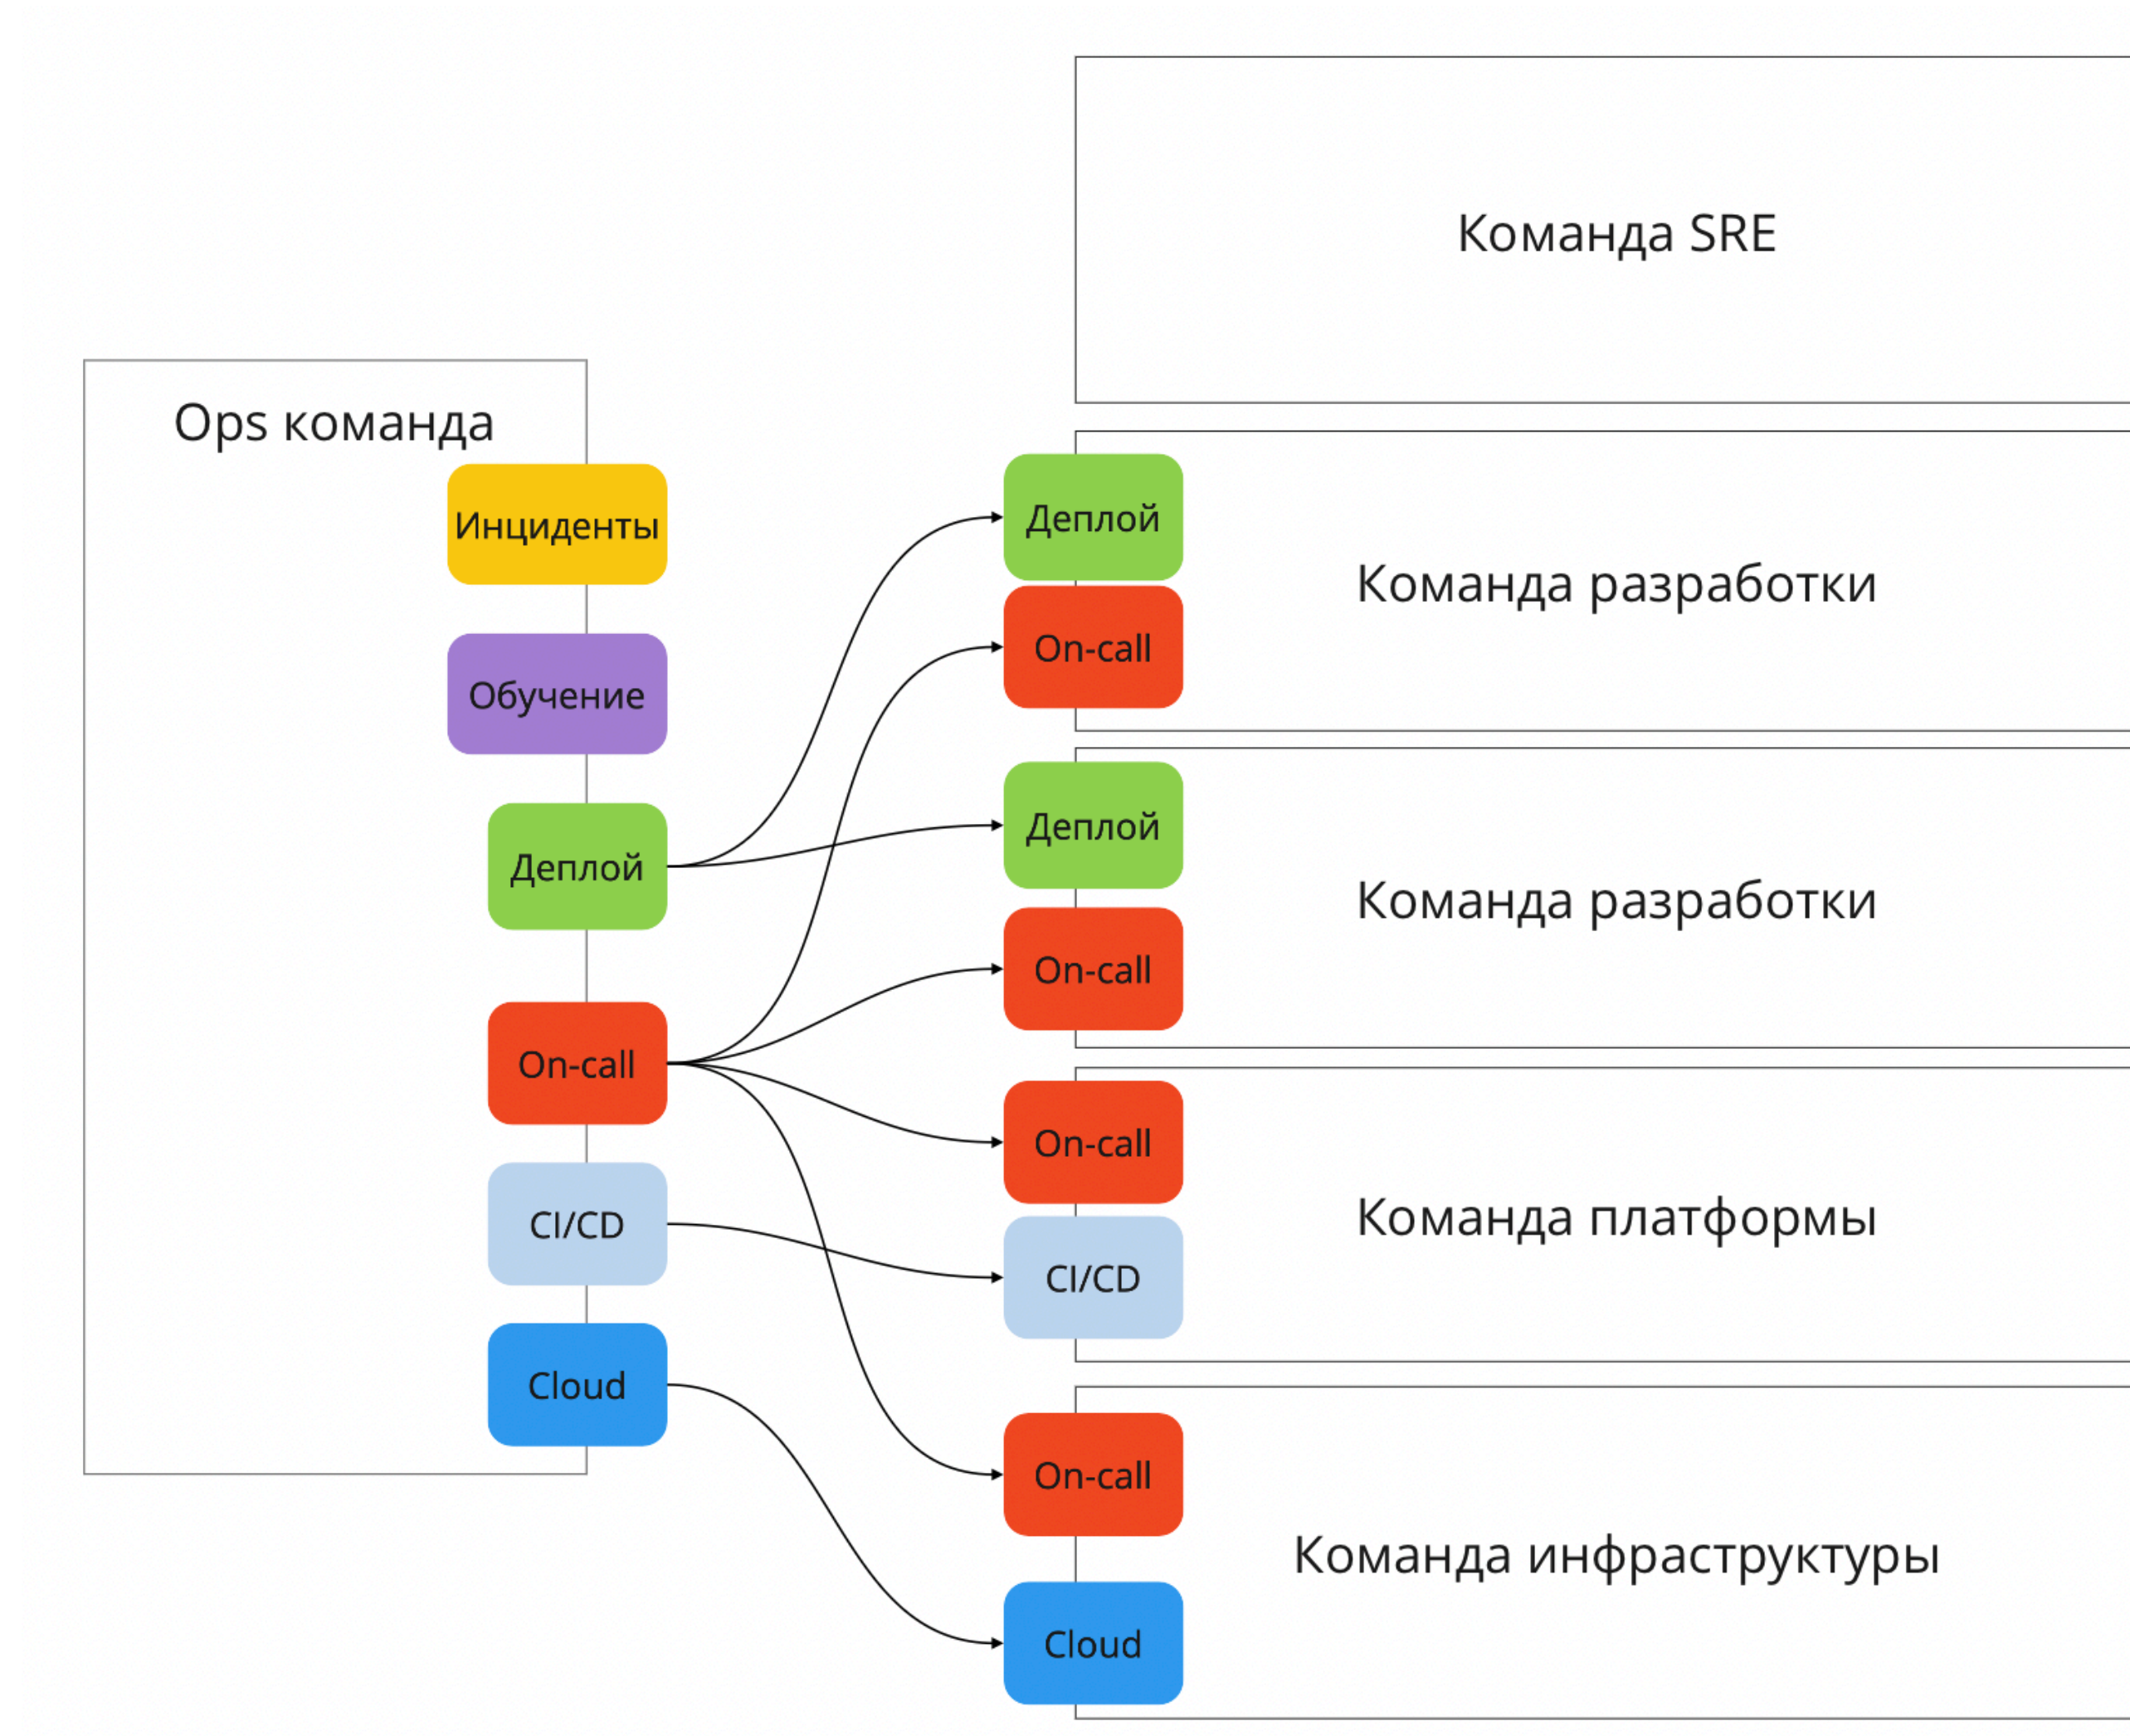 Ops команда
Инциденты
Обучение
Деплой
On-call
CI/CD
Cloud
Команда SRE
Деплой
On-call
Команда разработки
Деплой
On-call
Команда разработки
On-call
CI/CD
Команда платформы
On-call
Cloud
Команда инфраструктуры